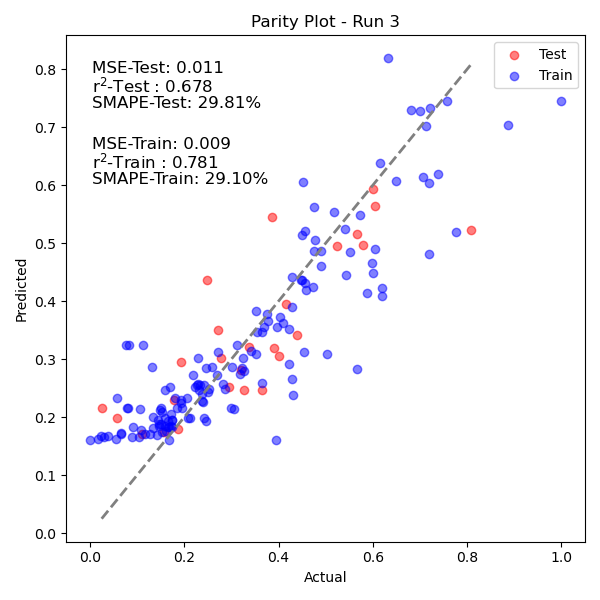 Parity Plot - Run 3
MSE-Test: 0.011
r²-Test : 0.678
SMAPE-Test: 29.81%
MSE-Train: 0.009
r²-Train : 0.781
SMAPE-Train: 29.10%
Test
Train
Predicted
0.8
0.7
0.6
0.5
0.4
0.3
0.2
0.1
0.0
0.0 0.2 0.4 0.6 0.8 1.0
Actual